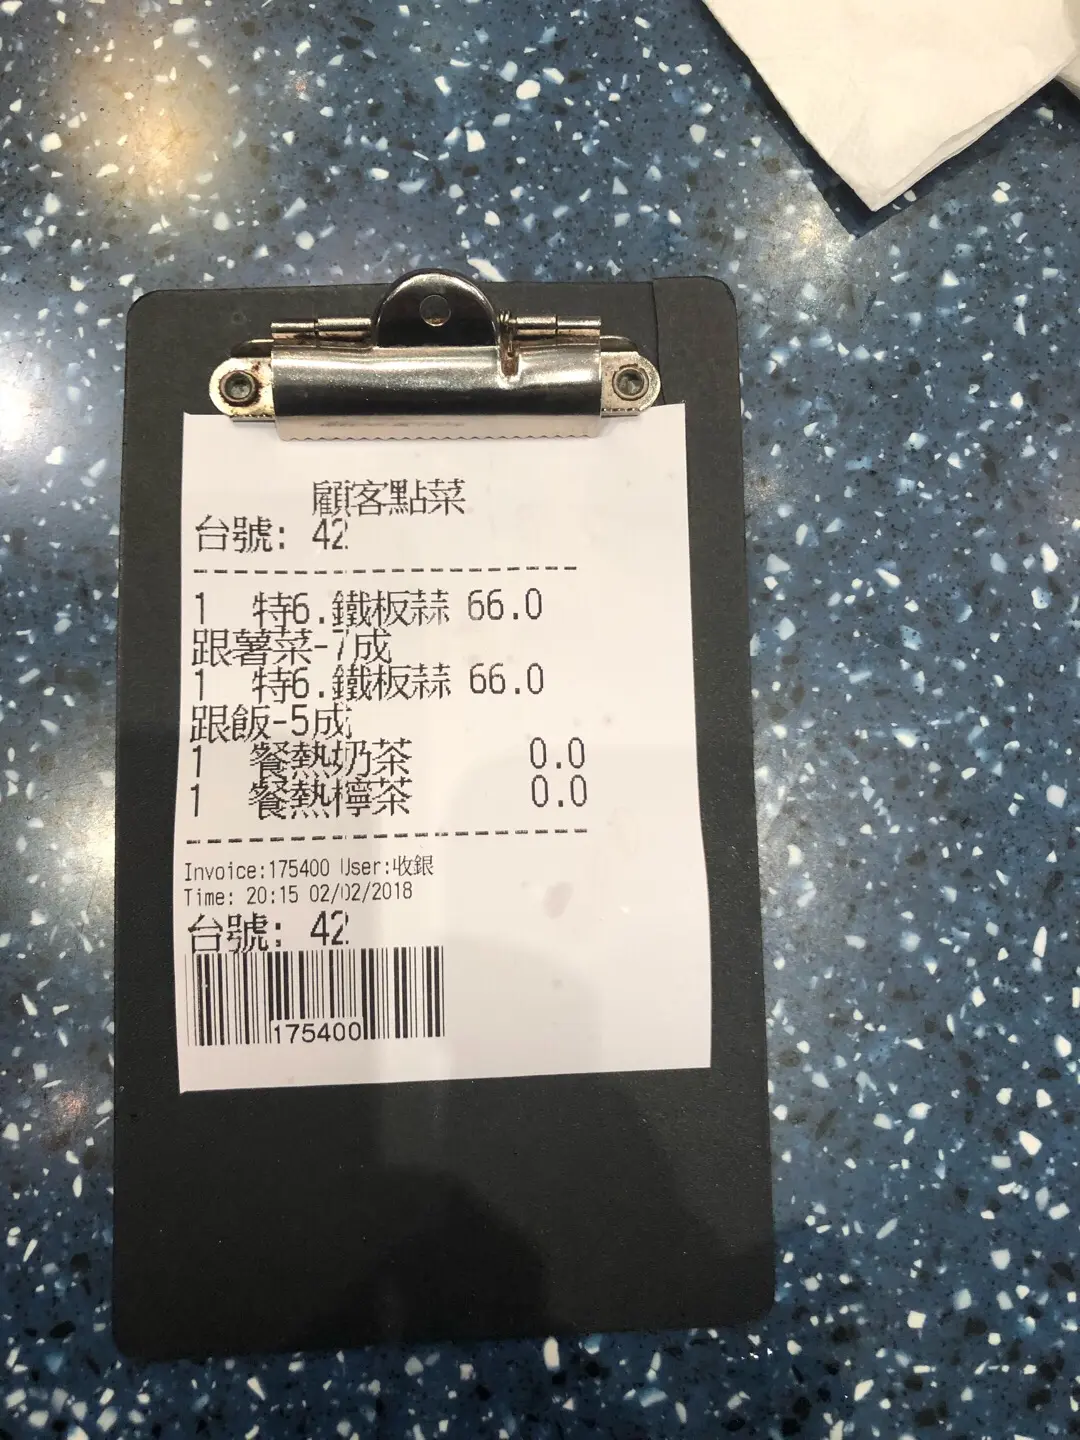 顧客點菜
台號: 42
1 特6.鐵板蒜 66.0
跟薯菜-7成
1 特6.鐵板蒜 66.0
跟飯-5成
1 餐熱奶茶 0.0
1 餐熱檸茶 0.0
Invoice:175400 User:收銀
Time: 20:15 02/02/2018
台號: 42
175400